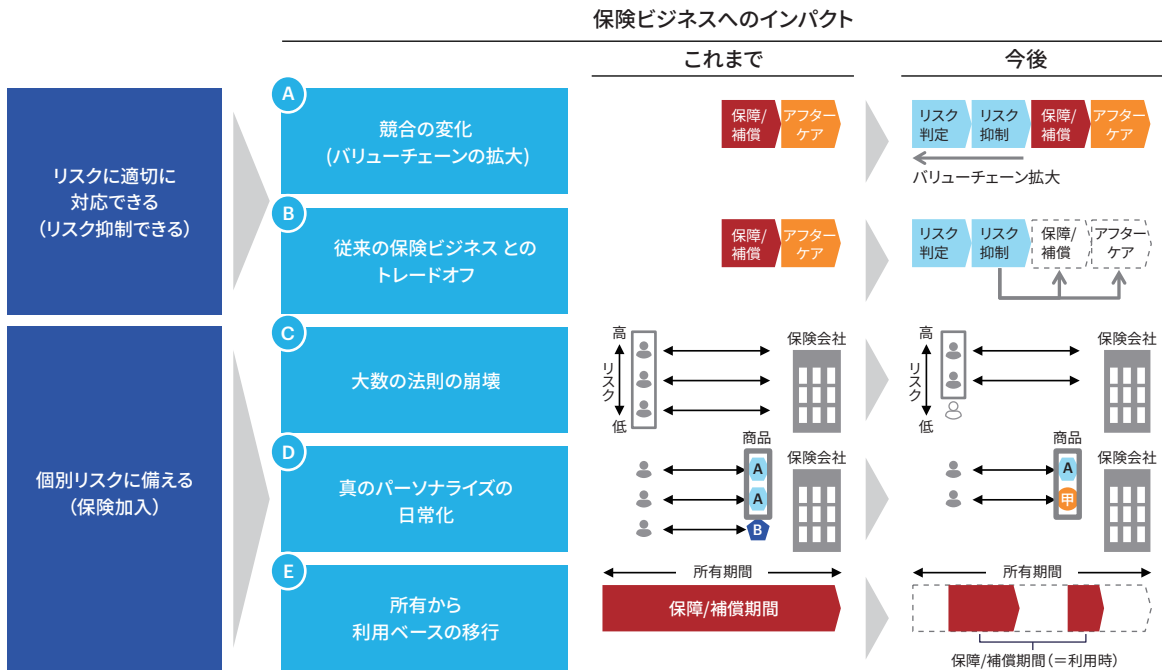 保険ビジネスへのインパクト
これまで
今後
リスクに適切に
対応できる
(リスク抑制できる)
A
競合の変化
(バリューチェーンの拡大)
保障/
補償
アフター
ケア
リスク
判定
リスク
抑制
保障/
補償
アフター
ケア
バリューチェーン拡大
B
従来の保険ビジネス との
トレードオフ
保障/
補償
アフター
ケア
リスク
判定
リスク
抑制
保障/
補償
アフター
ケア
個別リスクに備える
(保険加入)
C
大数の法則の崩壊
高
リスク
低
保険会社
高
リスク
低
保険会社
D
真のパーソナライズの
日常化
商品
A
A
B
保険会社
商品
A
甲
保険会社
E
所有から
利用ベースの移行
所有期間
保障/補償期間
所有期間
保障/補償期間(=利用時)